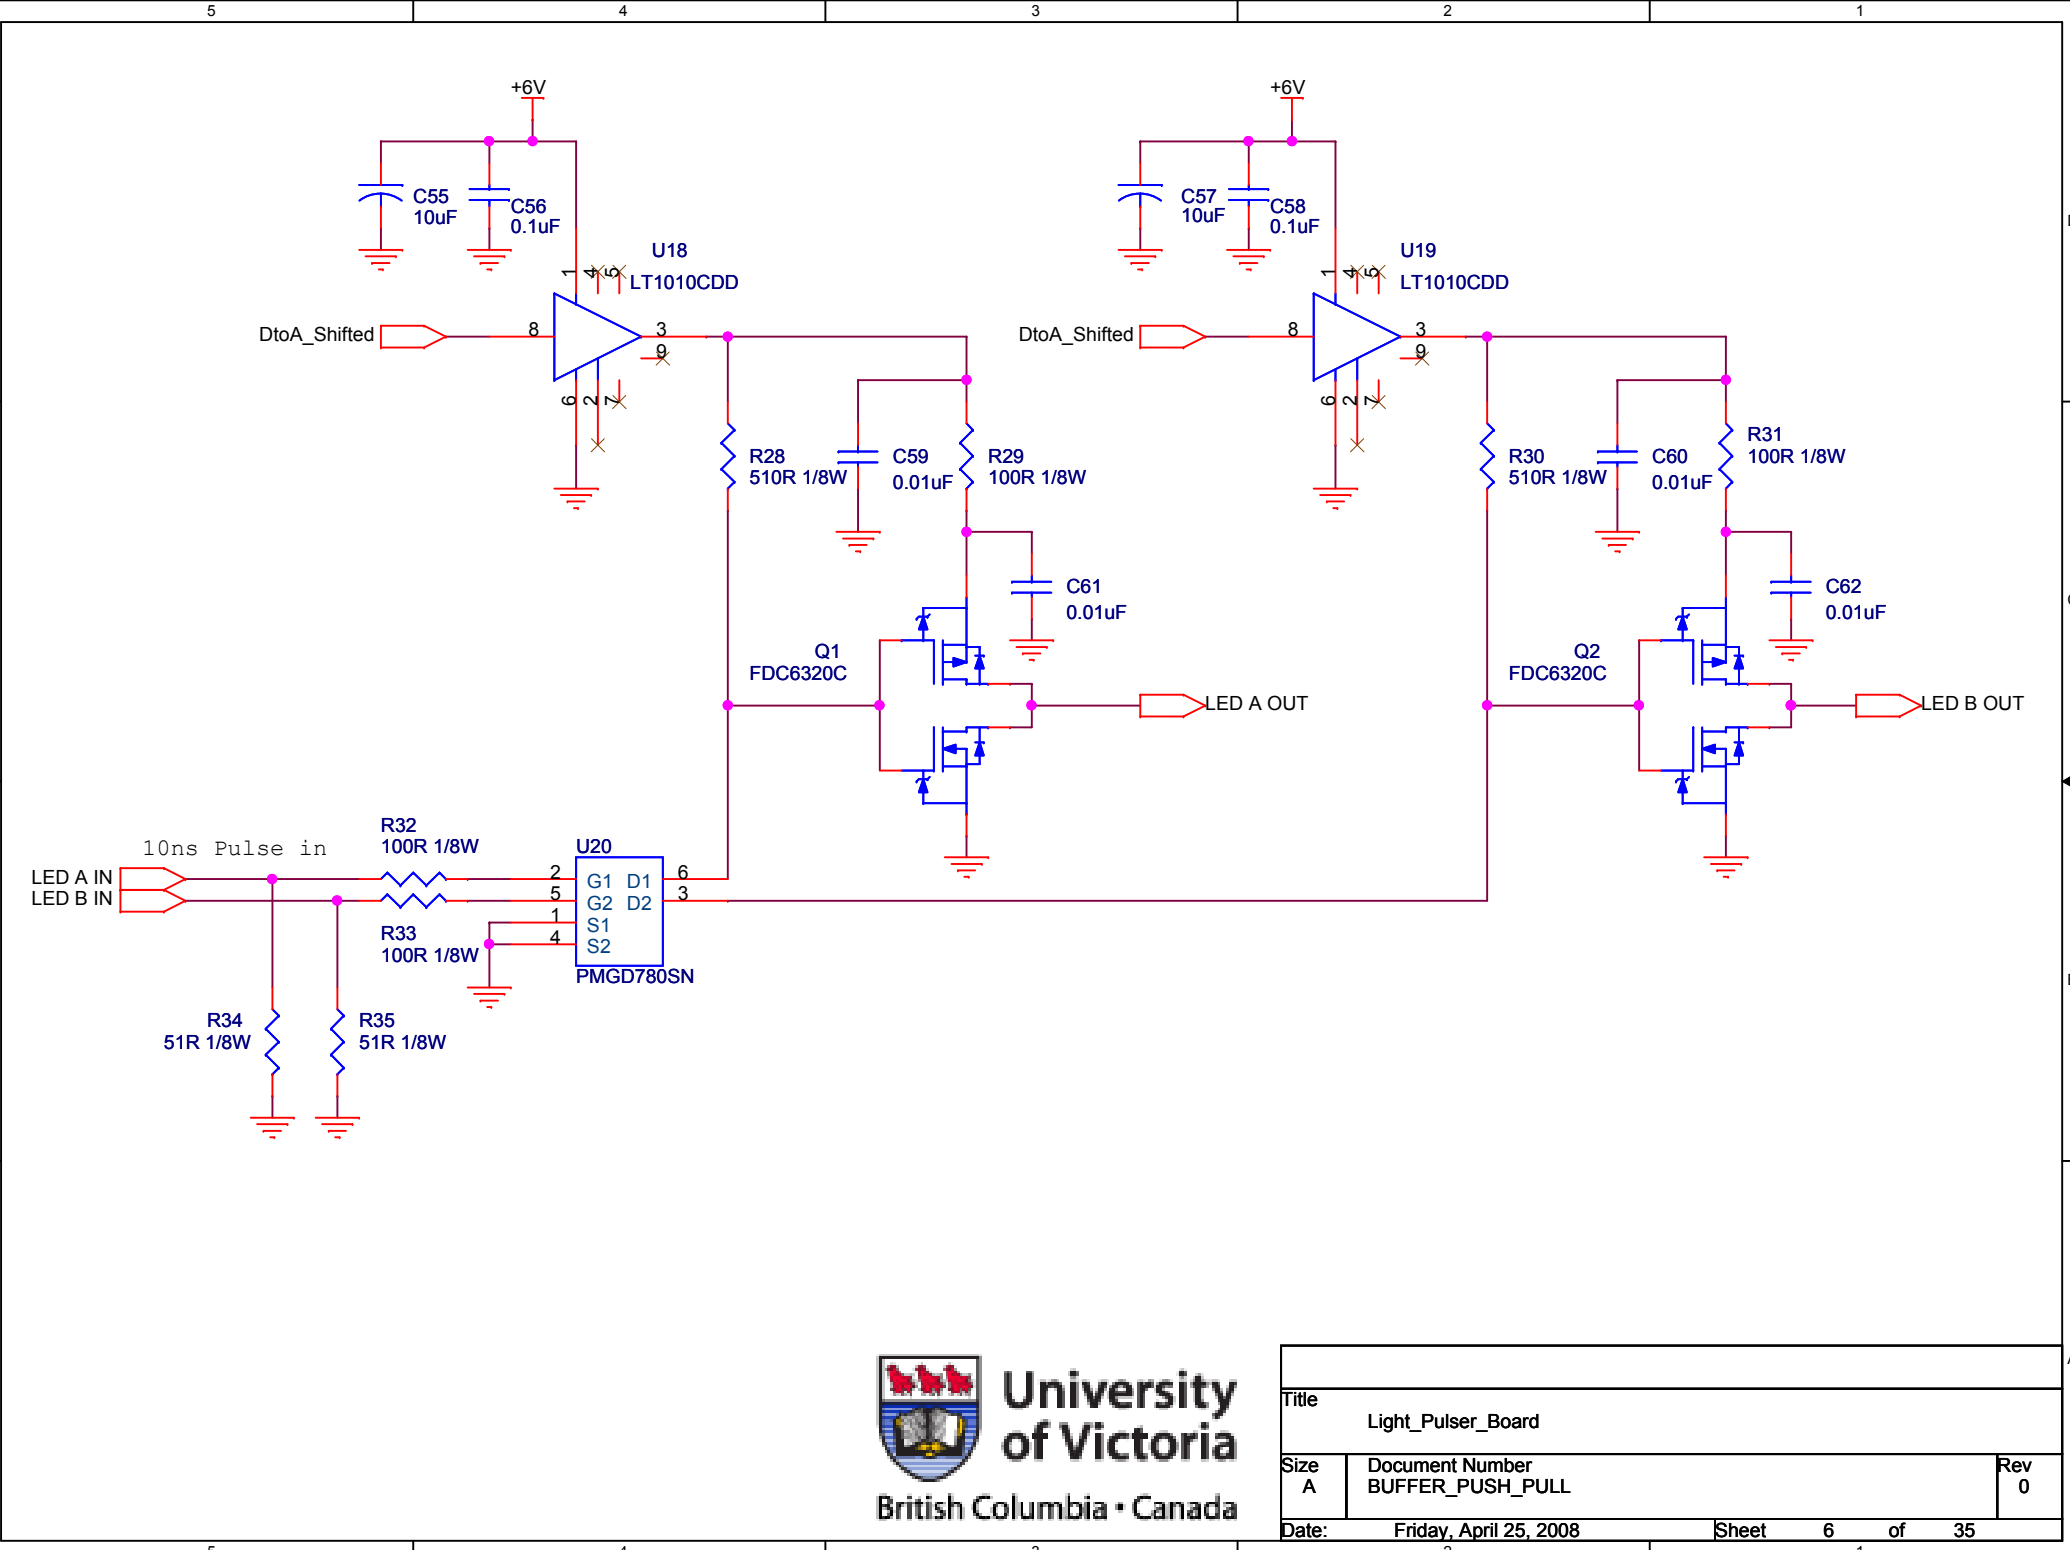 5 4 3 2 1
+6V
+6V
C55
10uF
C56
0.1uF
C57
10uF
C58
0.1uF
U18
LT1010CDD
U19
LT1010CDD
1 4 5
1 4 5
DtoA_Shifted
8
3
9
DtoA_Shifted
8
3
9
6 2 7
6 2 7
R28
510R 1/8W
C59
0.01uF
R29
100R 1/8W
R30
510R 1/8W
C60
0.01uF
R31
100R 1/8W
C61
0.01uF
C62
0.01uF
Q1
FDC6320C
Q2
FDC6320C
LED A OUT
LED B OUT
10ns Pulse in
R32
100R 1/8W
LED A IN
LED B IN
R33
100R 1/8W
U20
2 G1 D1 6
5 G2 D2 3
1 S1
4 S2
PMGD780SN
R34
51R 1/8W
R35
51R 1/8W
University
of Victoria
British Columbia • Canada
Title
Light_Pulser_Board
Size
A
Document Number
BUFFER_PUSH_PULL
Rev
0
Date: Friday, April 25, 2008 Sheet 6 of 35